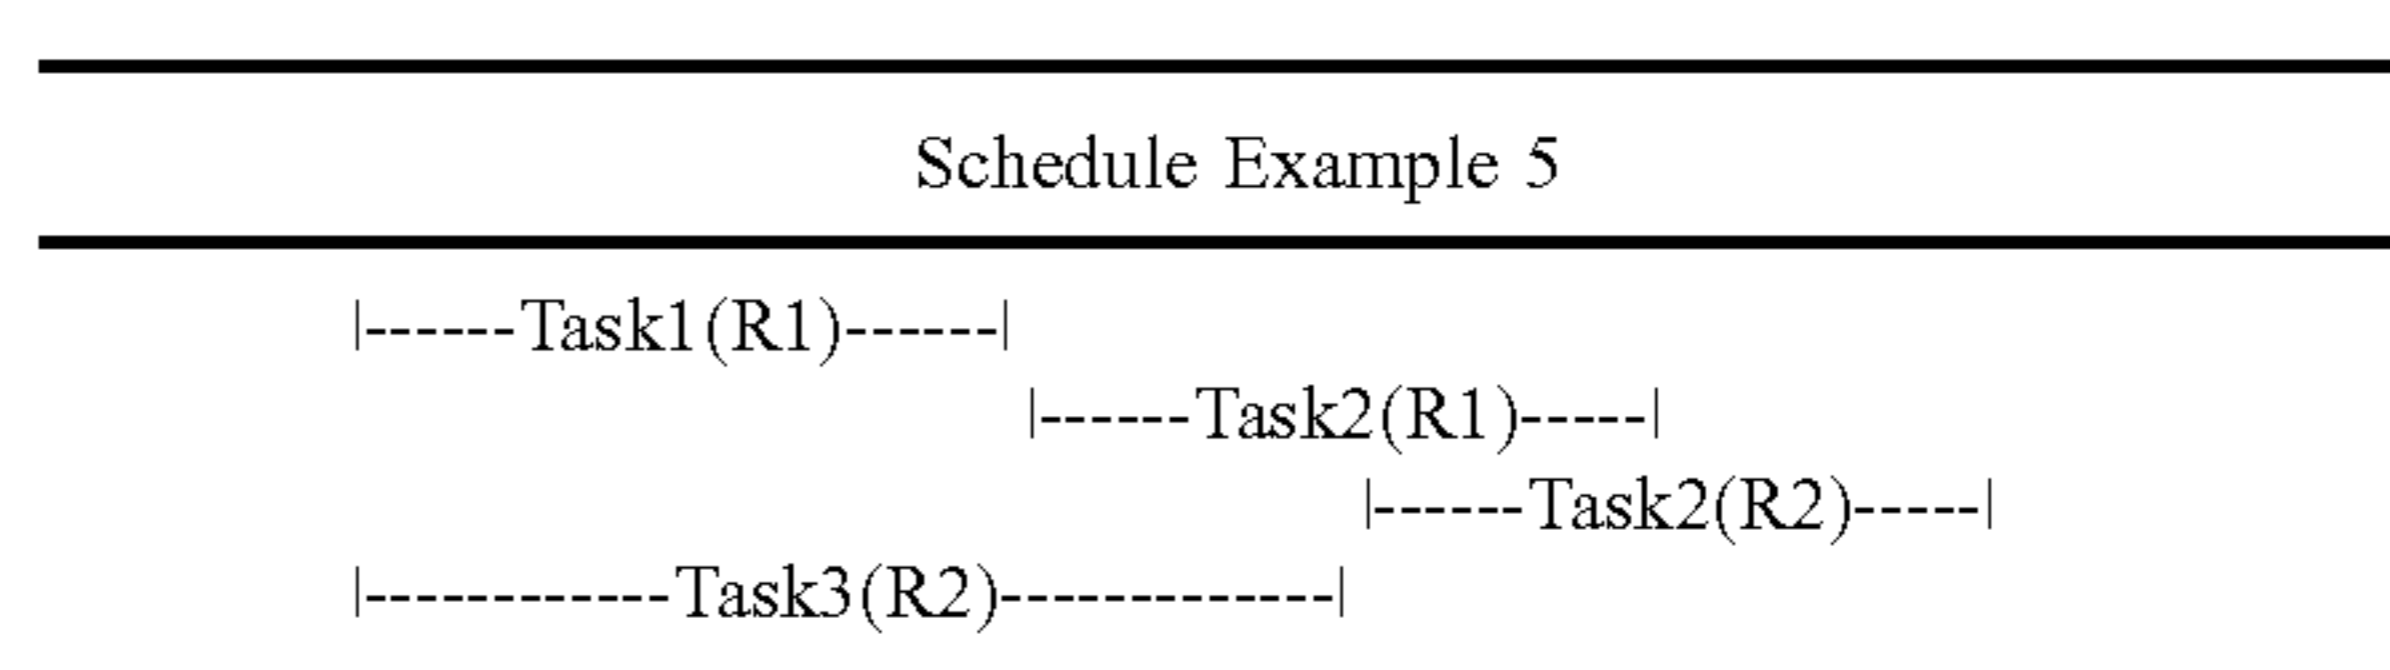 Schedule Example 5
|------Task1(R1)------|
|------Task2(R1)-----|
|------Task2(R2)-----|
|------------Task3(R2)-------------|